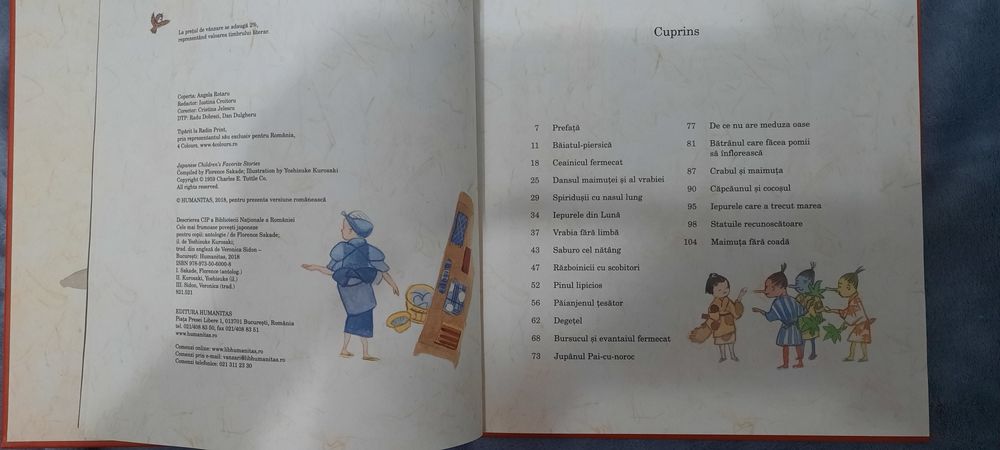 La prețul de vânzare se adaugă 2%,
reprezentând valoarea timbrului literar.
Coperta: Angela Rotaru
Redactor: Iustina Croitoru
Corector: Cristina Jelescu
DTP: Radu Dobreci, Dan Dulgheru
Tipărit la Radin Print,
prin reprezentantul său exclusiv pentru România,
4 Colours, www.4colours.ro
Japanese Children's Favorite Stories
Compiled by Florence Sakade; Illustration by Yoshisuke Kurosaki
Copyright © 1959 Charles E. Tuttle Co.
All rights reserved.
© HUMANITAS, 2018, pentru prezenta versiune românească
Descrierea CIP a Bibliotecii Naționale a României
Cele mai frumoase povești japoneze
pentru copii: antologie / de Florence Sakade;
il. de Yoshisuke Kurozaki;
trad. din engleză de Veronica Sidon –
București: Humanitas, 2018
ISBN 978-973-50-6000-8
I. Sakade, Florence (antolog.)
II. Kurozaki, Yoshisuke (il.)
III. Sidon, Veronica (trad.)
821.521
EDITURA HUMANITAS
Piața Presei Libere 1, 013701 București, România
tel. 021/408 83 50, fax 021/408 83 51
www.humanitas.ro
Comenzi online: www.libhumanitas.ro
Comenzi prin e-mail: vanzari@libhumanitas.ro
Comenzi telefonice: 021 311 23 30
Cuprins
7 Prefață
11 Băiatul-piersică
18 Ceainicul fermecat
25 Dansul maimuței și al vrabiei
29 Spiridușii cu nasul lung
34 Iepurele din Lună
37 Vrabia fără limbă
43 Saburo cel nătâng
47 Războinicii cu scobitori
52 Pinul lipicios
56 Păianjenul țesător
62 Degețel
68 Bursucul și evantaiul fermecat
73 Jupânul Pai-cu-noroc
77 De ce nu are meduza oase
81 Bătrânul care făcea pomii
să înflorească
87 Crabul și maimuța
90 Căpcăunul și cocoșul
95 Iepurele care a trecut marea
98 Statuile recunoscătoare
104 Maimuța fără coadă